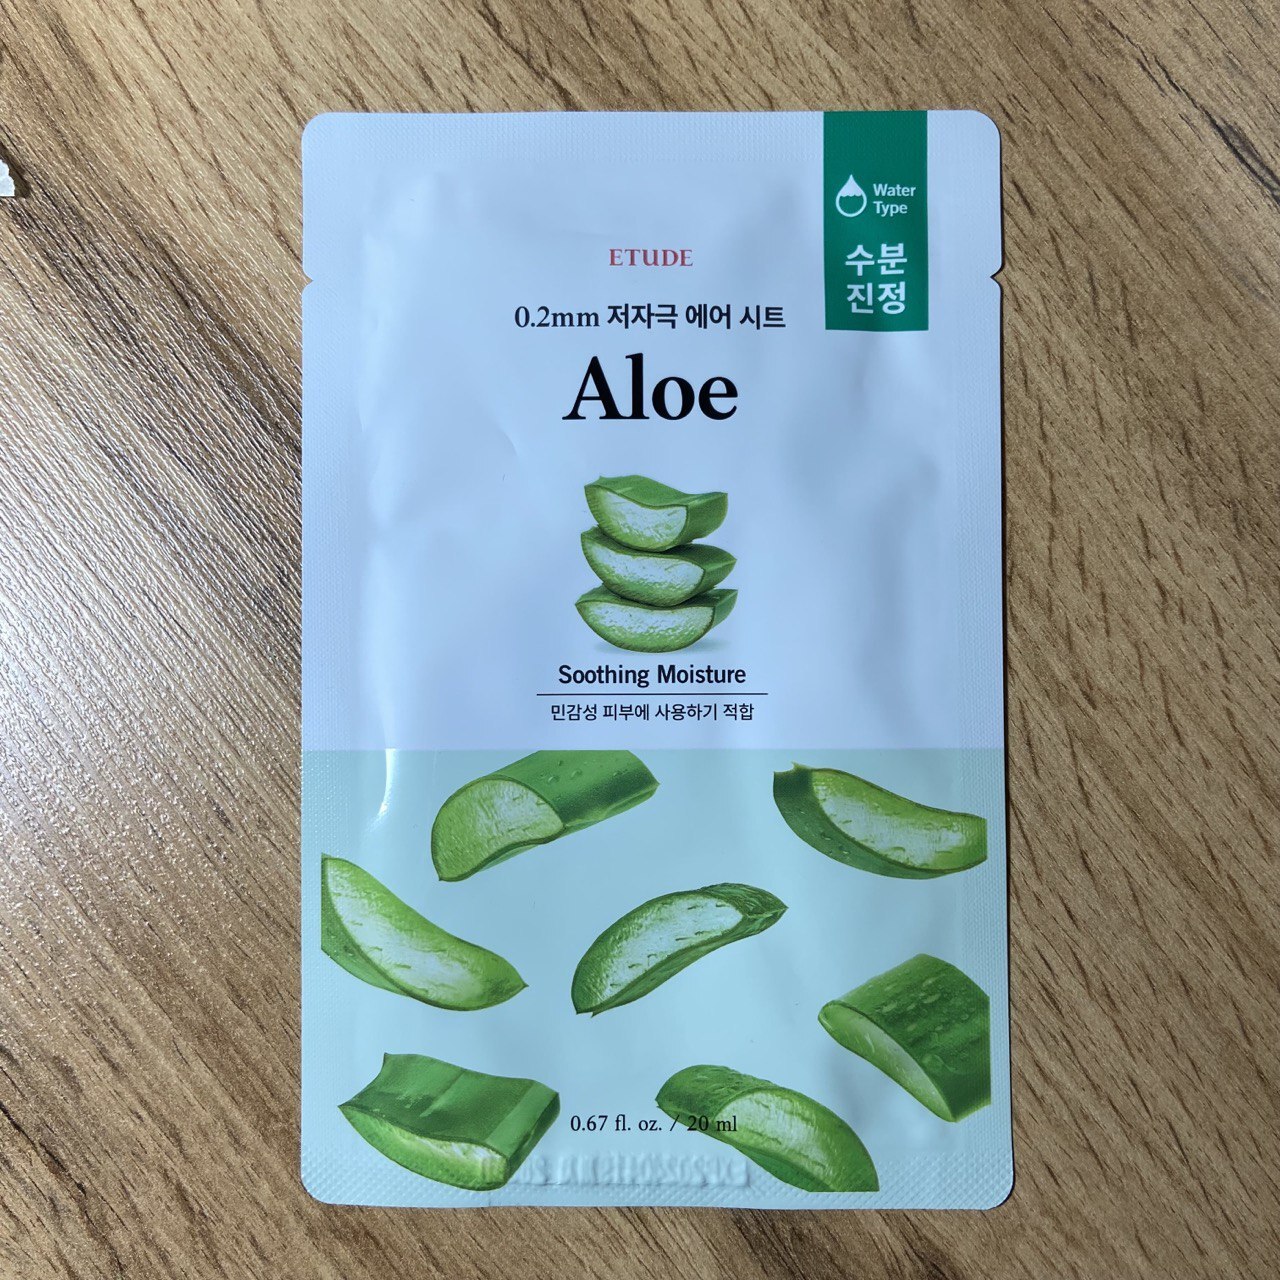 Water
Type
수분
진정
ETUDE
0.2mm 저자극 에어 시트
Aloe
Soothing Moisture
민감성 피부에 사용하기 적합
0.67 fl. oz. / 20 ml